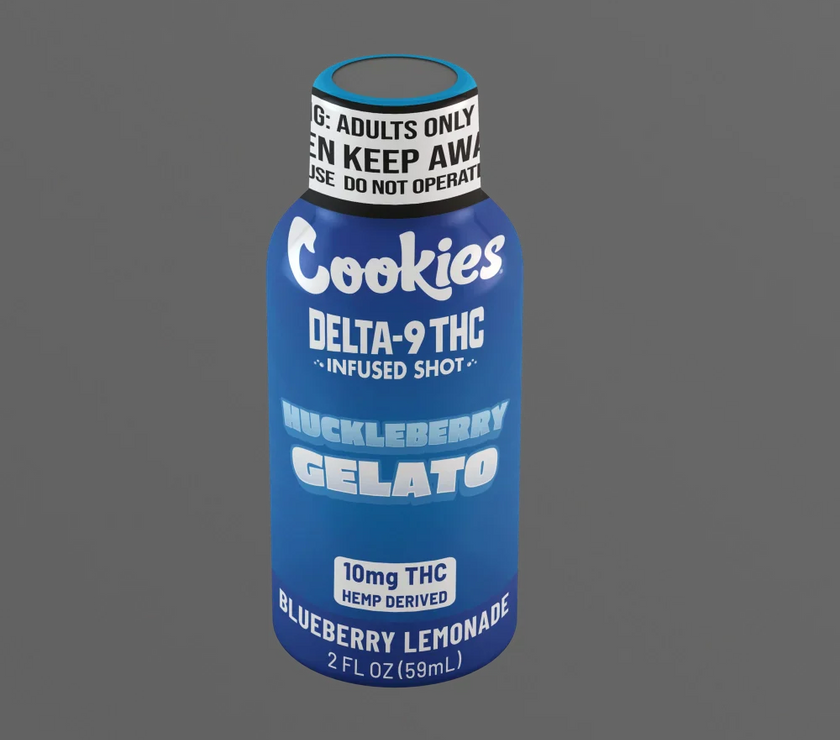 G: ADULTS ONLY
EN KEEP AWA
USE DO NOT OPERATI
Cookies
DELTA-9 THC
INFUSED SHOT
HUCKLEBERRY
GELATO
10mg THC
HEMP DERIVED
BLUEBERRY LEMONADE
2 FL OZ (59mL)